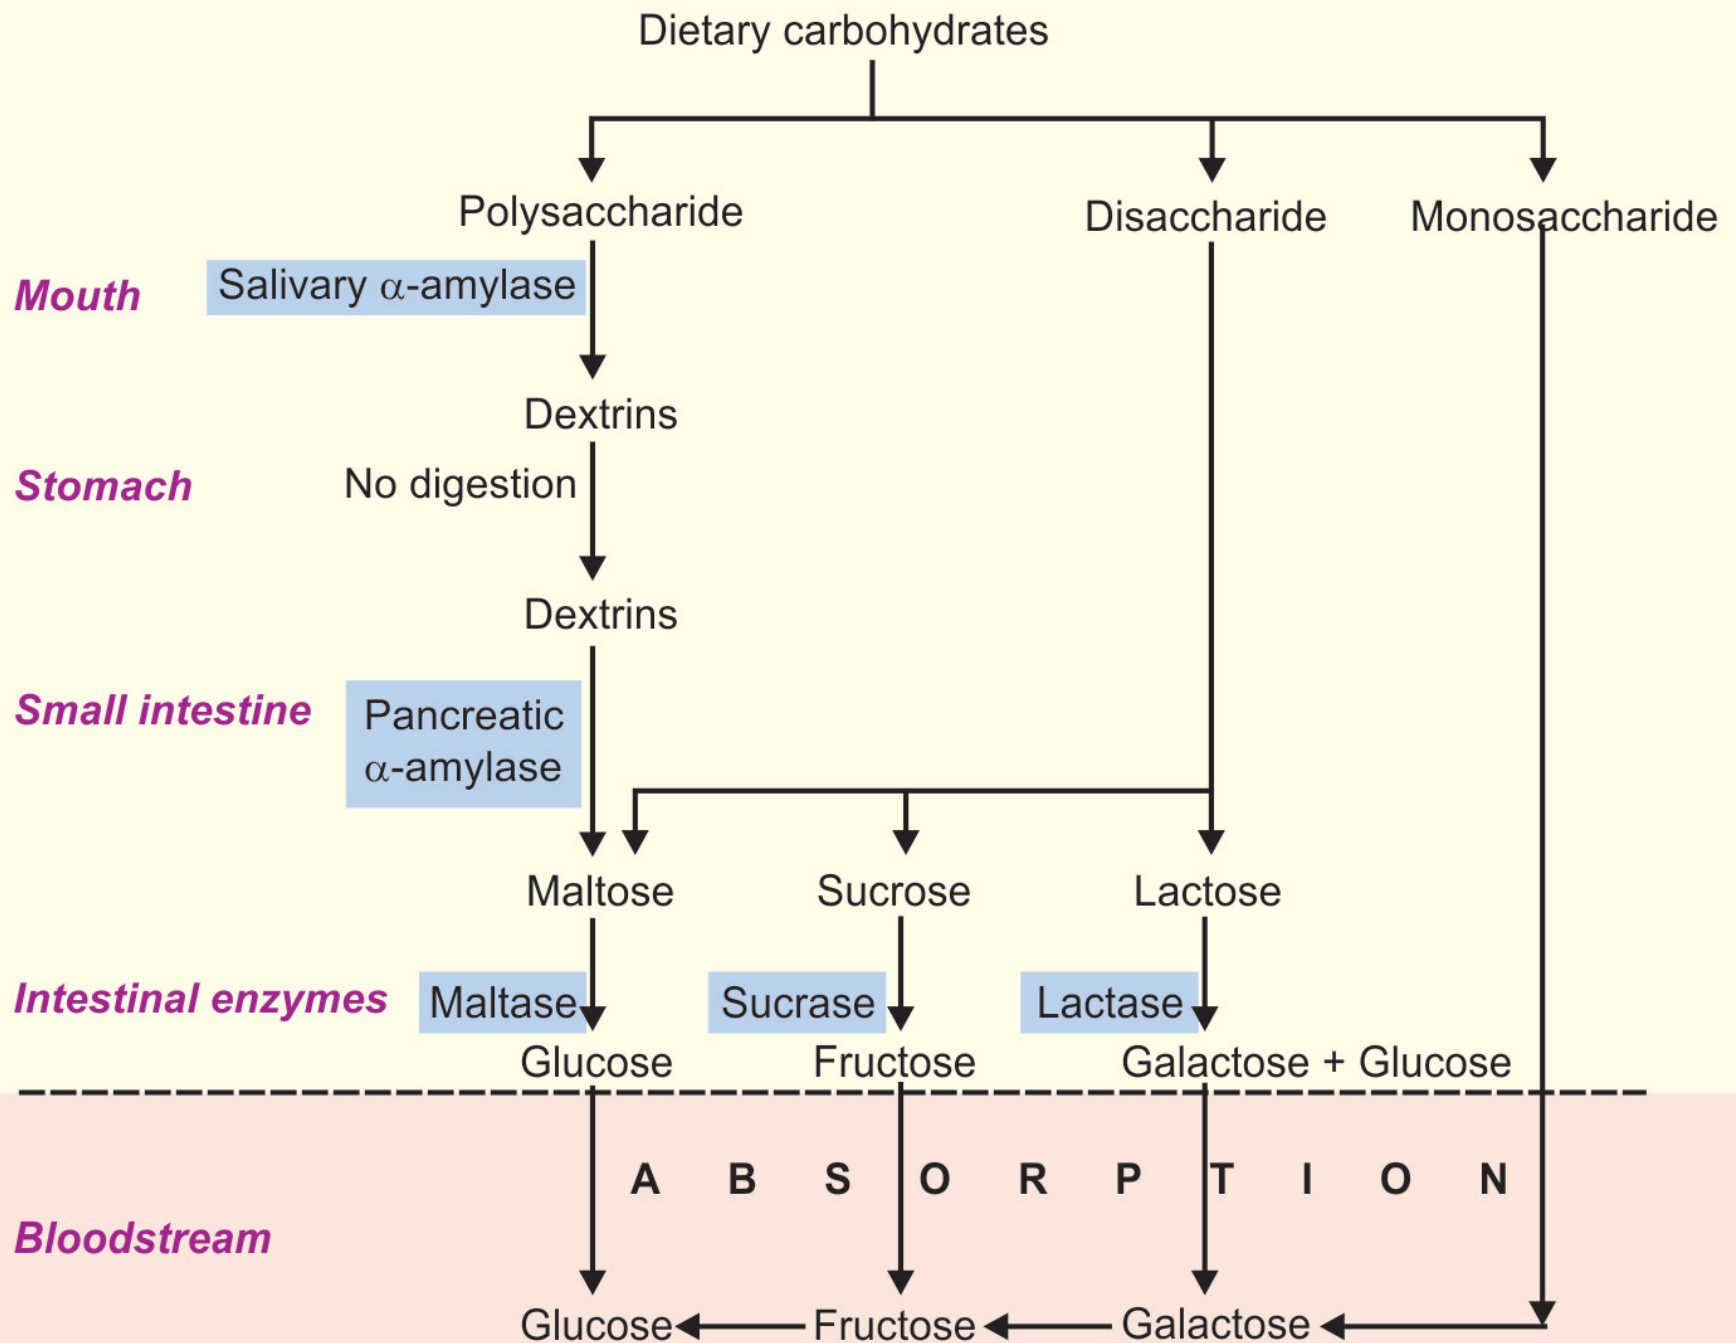 Dietary carbohydrates
Polysaccharide
Disaccharide
Monosaccharide
Mouth
Salivary α-amylase
Dextrins
Stomach
No digestion
Dextrins
Small intestine
Pancreatic
α-amylase
Maltose
Sucrose
Lactose
Intestinal enzymes
Maltase
Sucrase
Lactase
Glucose
Fructose
Galactose + Glucose
A B S O R P T I O N
Bloodstream
Glucose
Fructose
Galactose